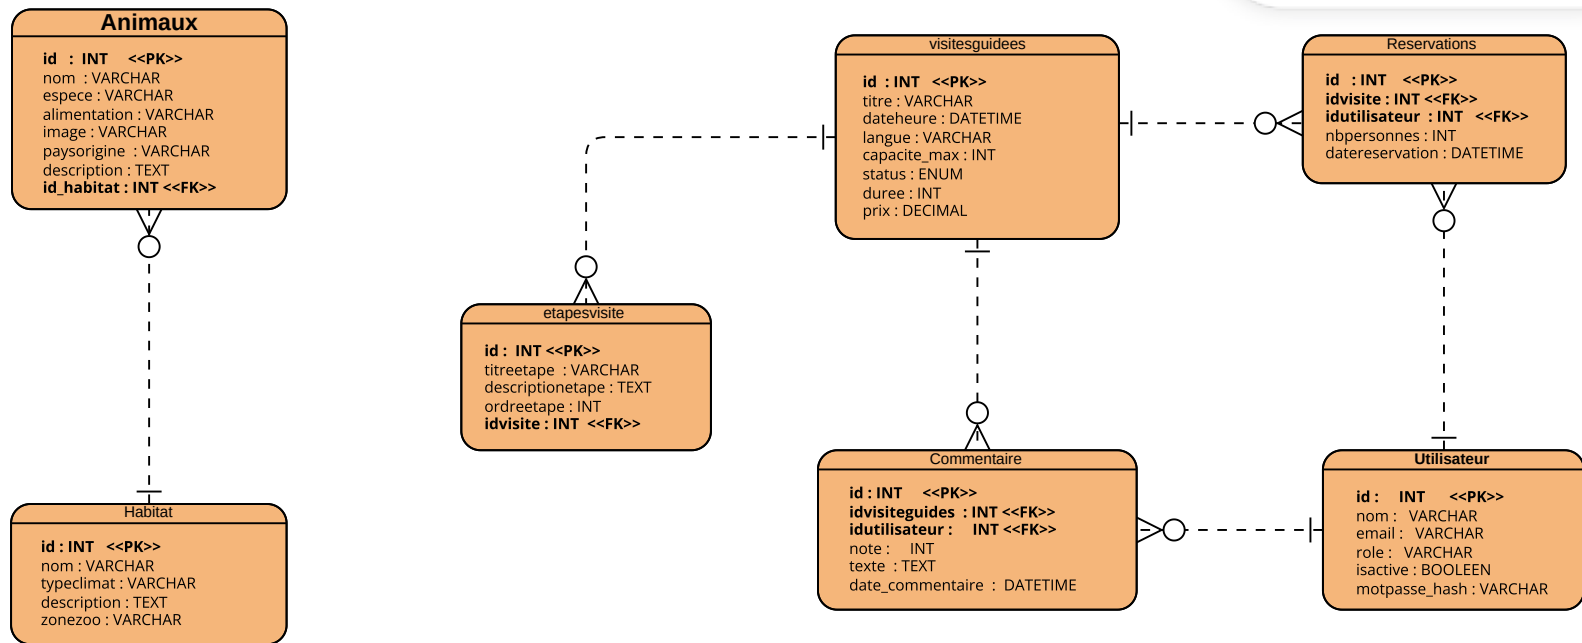 Animaux
id : INT <<PK>>
nom : VARCHAR
espece : VARCHAR
alimentation : VARCHAR
image : VARCHAR
paysorigine : VARCHAR
description : TEXT
id_habitat : INT <<FK>>
visitesguidees
id : INT <<PK>>
titre : VARCHAR
dateheure : DATETIME
langue : VARCHAR
capacite_max : INT
status : ENUM
duree : INT
prix : DECIMAL
Reservations
id : INT <<PK>>
idvisite : INT <<FK>>
idutilisateur : INT <<FK>>
nbpersonnes : INT
datereservation : DATETIME
etapesvisite
id : INT <<PK>>
titreetape : VARCHAR
descriptionetape : TEXT
ordreetape : INT
idvisite : INT <<FK>>
Habitat
id : INT <<PK>>
nom : VARCHAR
typeclimat : VARCHAR
description : TEXT
zonezoo : VARCHAR
Commentaire
id : INT <<PK>>
idvisiteguides : INT <<FK>>
idutilisateur : INT <<FK>>
note : INT
texte : TEXT
date_commentaire : DATETIME
Utilisateur
id : INT <<PK>>
nom : VARCHAR
email : VARCHAR
role : VARCHAR
isactive : BOOLEEN
motpasse_hash : VARCHAR